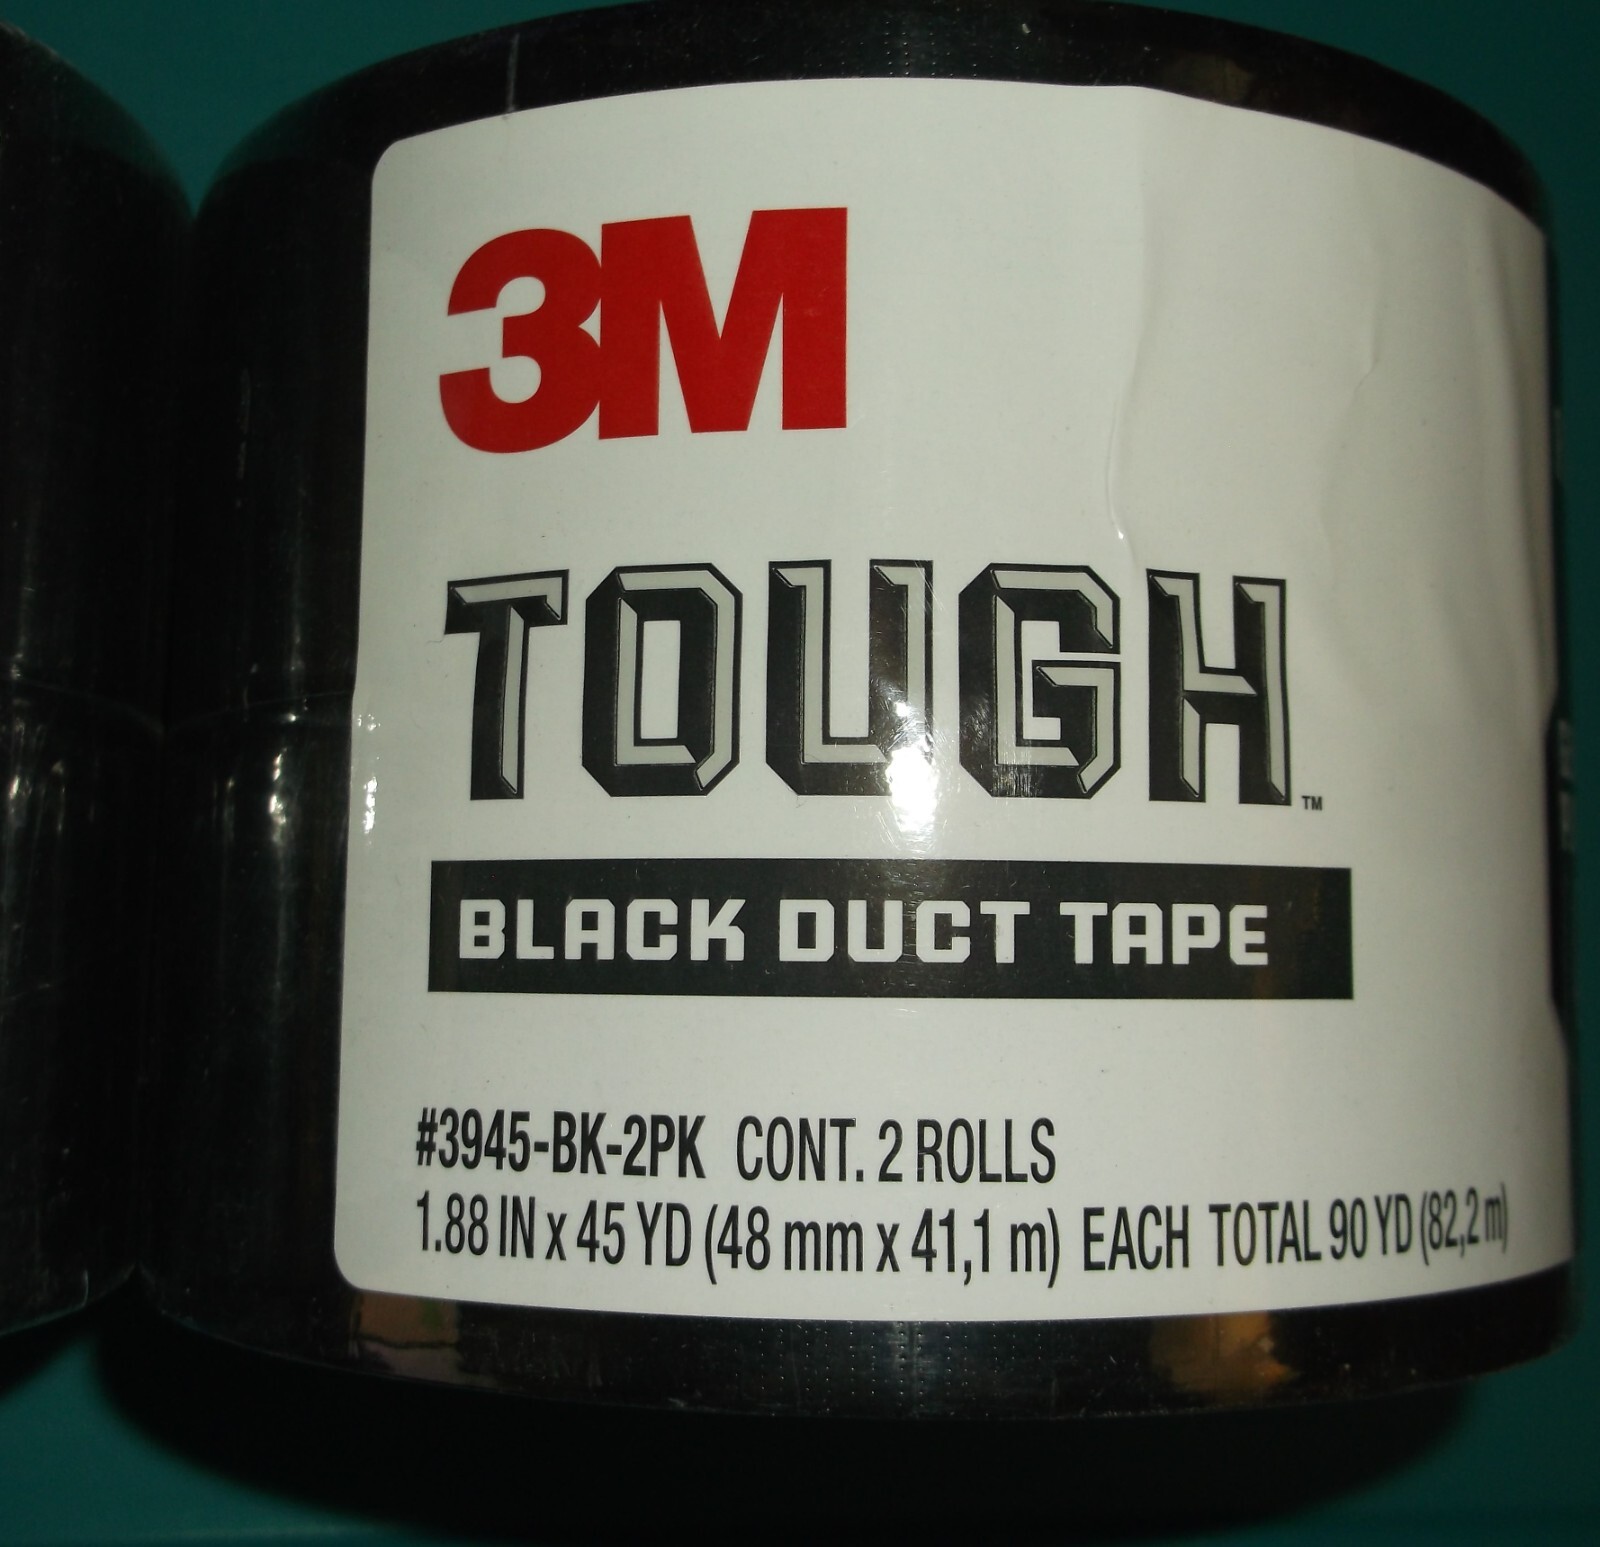 3M
TOUGH™
BLACK DUCT TAPE
#3945-BK-2PK CONT. 2 ROLLS
1.88 IN x 45 YD (48 mm x 41,1 m) EACH TOTAL 90 YD (82,2 m)